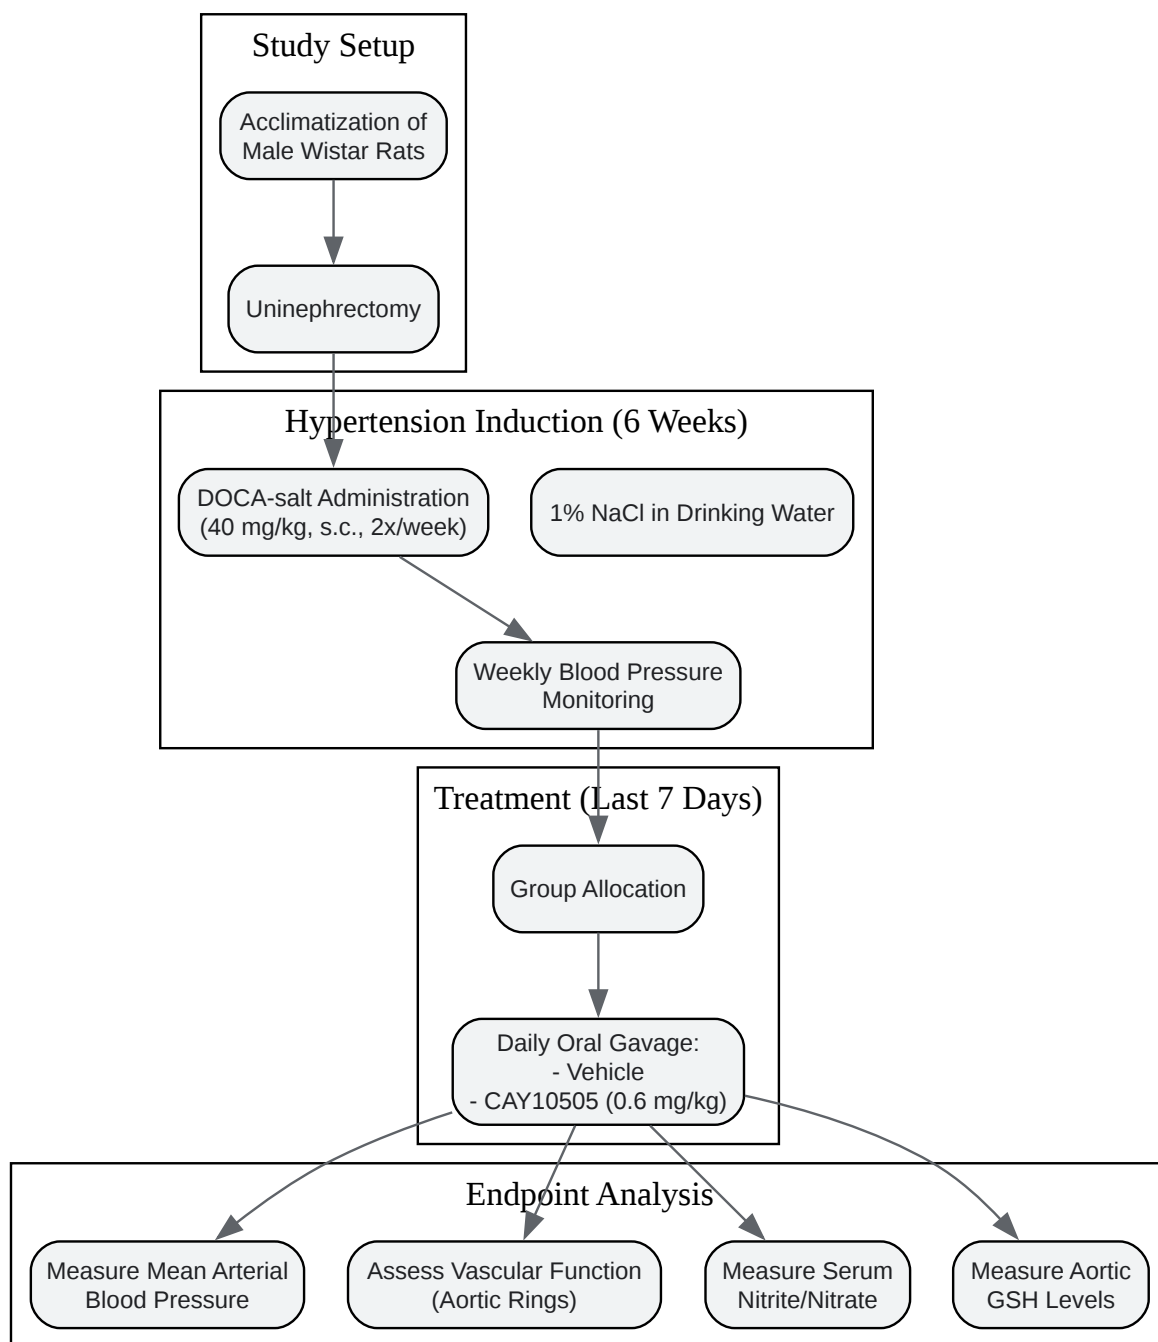 Study Setup
Acclimatization of
Male Wistar Rats
Uninephrectomy
Hypertension Induction (6 Weeks)
DOCA-salt Administration
(40 mg/kg, s.c., 2x/week)
1% NaCl in Drinking Water
Weekly Blood Pressure
Monitoring
Treatment (Last 7 Days)
Group Allocation
Daily Oral Gavage:
- Vehicle
- CAY10505 (0.6 mg/kg)
Endpoint Analysis
Measure Mean Arterial
Blood Pressure
Assess Vascular Function
(Aortic Rings)
Measure Serum
Nitrite/Nitrate
Measure Aortic
GSH Levels